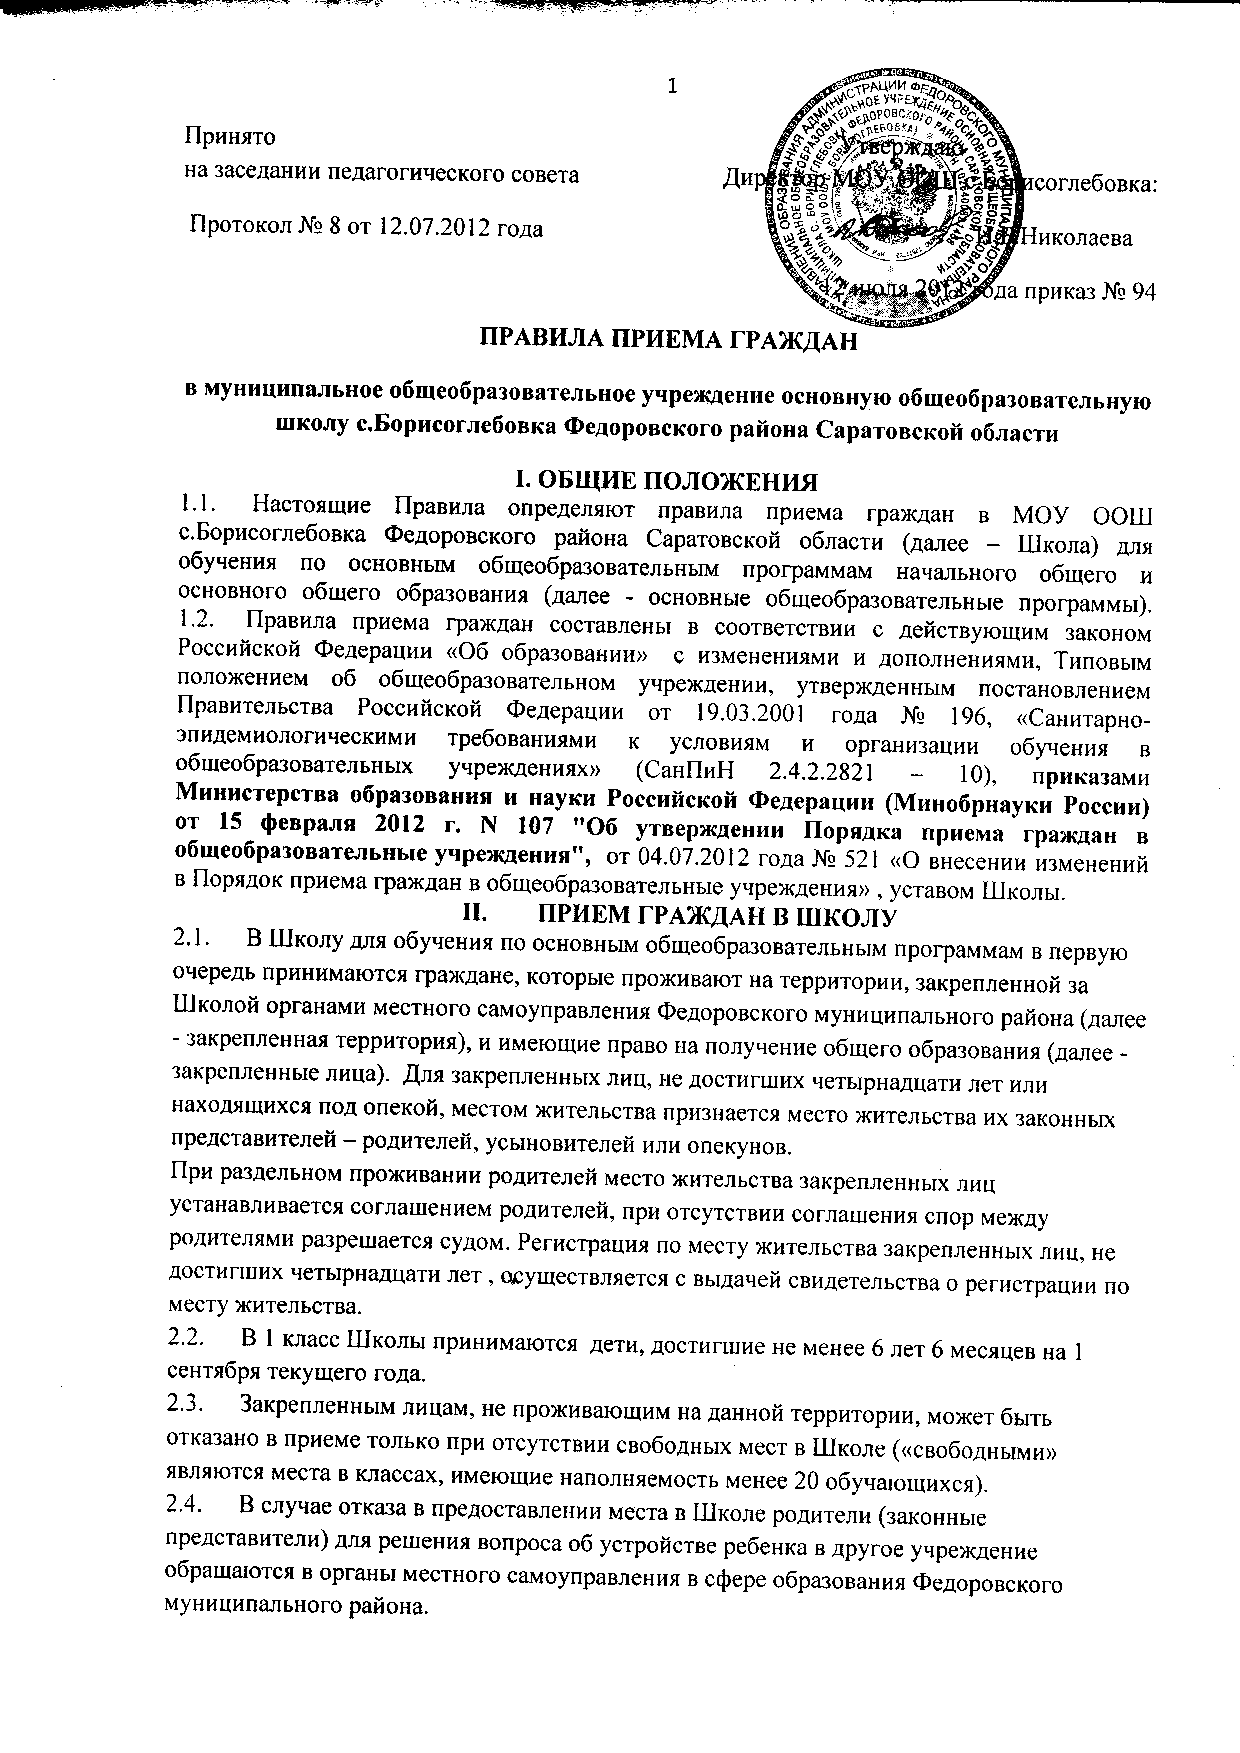 1
Принято
на заседании педагогического совета
Протокол № 8 от 12.07.2012 года
Утверждаю
Директор МОУ ООШ с.Борисоглебовка:
Николаева
12 июля 2012 года приказ № 94
ПРАВИЛА ПРИЕМА ГРАЖДАН
в муниципальное общеобразовательное учреждение основную общеобразовательную
школу с.Борисоглебовка Федоровского района Саратовской области
I. ОБЩИЕ ПОЛОЖЕНИЯ
1.1. Настоящие Правила определяют правила приема граждан в МОУ ООШ
с.Борисоглебовка Федоровского района Саратовской области (далее – Школа) для
обучения по основным общеобразовательным программам начального общего и
основного общего образования (далее - основные общеобразовательные программы).
1.2. Правила приема граждан составлены в соответствии с действующим законом
Российской Федерации «Об образовании» с изменениями и дополнениями, Типовым
положением об общеобразовательном учреждении, утвержденным постановлением
Правительства Российской Федерации от 19.03.2001 года № 196, «Санитарно-
эпидемиологическими требованиями к условиям и организации обучения в
общеобразовательных учреждениях» (СанПиН 2.4.2.2821 – 10), приказами
Министерства образования и науки Российской Федерации (Минобрнауки России)
от 15 февраля 2012 г. N 107 "Об утверждении Порядка приема граждан в
общеобразовательные учреждения", от 04.07.2012 года № 521 «О внесении изменений
в Порядок приема граждан в общеобразовательные учреждения» , уставом Школы.
II. ПРИЕМ ГРАЖДАН В ШКОЛУ
2.1. В Школу для обучения по основным общеобразовательным программам в первую
очередь принимаются граждане, которые проживают на территории, закрепленной за
Школой органами местного самоуправления Федоровского муниципального района (далее
- закрепленная территория), и имеющие право на получение общего образования (далее -
закрепленные лица). Для закрепленных лиц, не достигших четырнадцати лет или
находящихся под опекой, местом жительства признается место жительства их законных
представителей – родителей, усыновителей или опекунов.
При раздельном проживании родителей место жительства закрепленных лиц
устанавливается соглашением родителей, при отсутствии соглашения спор между
родителями разрешается судом. Регистрация по месту жительства закрепленных лиц, не
достигших четырнадцати лет , осуществляется с выдачей свидетельства о регистрации по
месту жительства.
2.2. В 1 класс Школы принимаются дети, достигшие не менее 6 лет 6 месяцев на 1
сентября текущего года.
2.3. Закрепленным лицам, не проживающим на данной территории, может быть
отказано в приеме только при отсутствии свободных мест в Школе («свободными»
являются места в классах, имеющие наполняемость менее 20 обучающихся).
2.4. В случае отказа в предоставлении места в Школе родители (законные
представители) для решения вопроса об устройстве ребенка в другое учреждение
обращаются в органы местного самоуправления в сфере образования Федоровского
муниципального района.